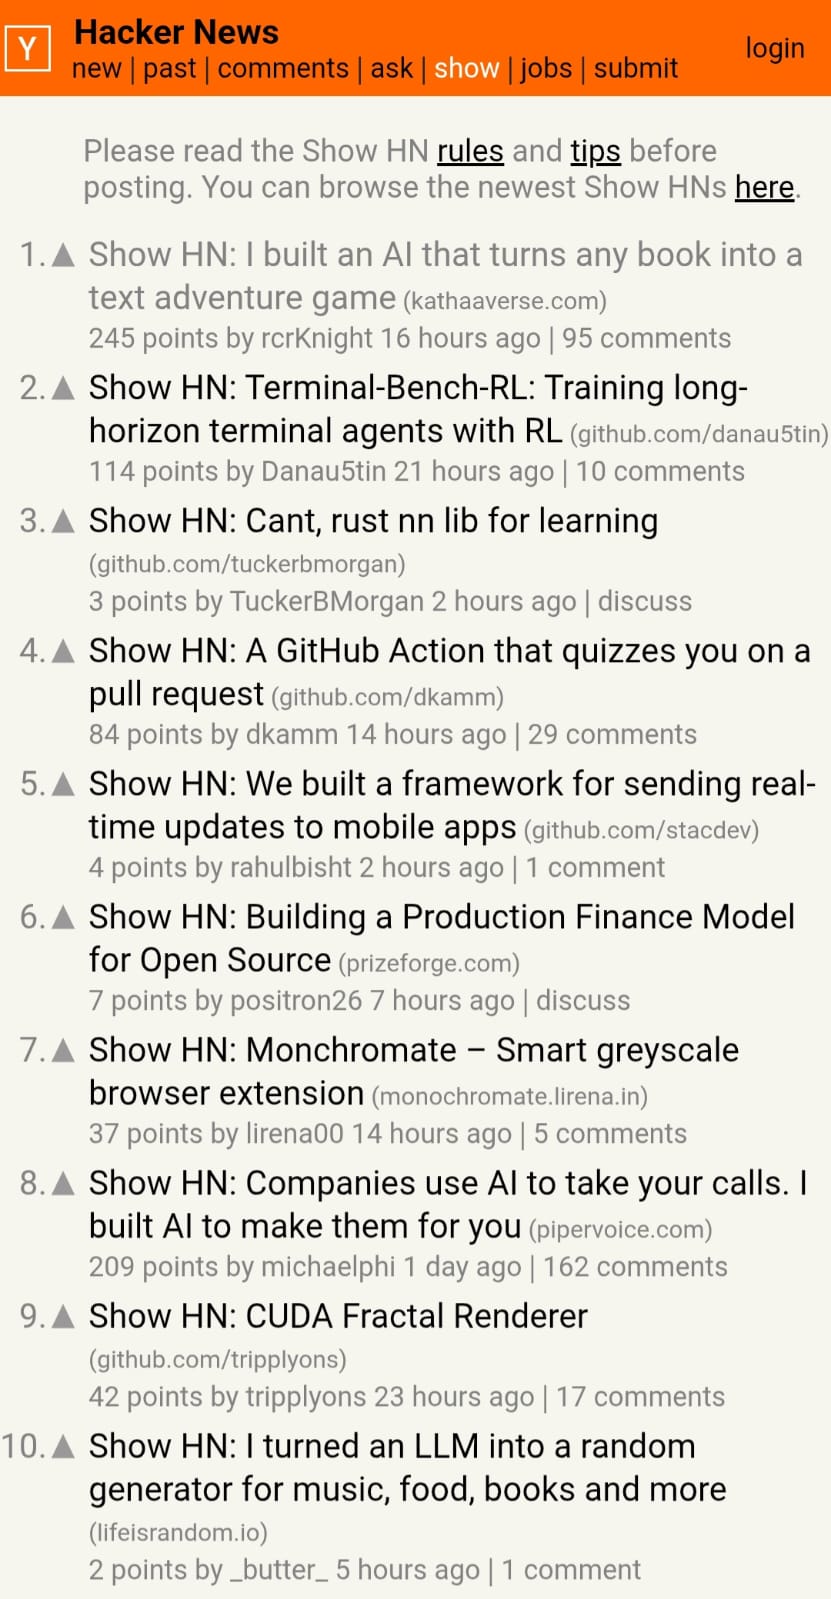 Y
Hacker News
new | past | comments | ask | show | jobs | submit
login
Please read the Show HN rules and tips before
posting. You can browse the newest Show HNs here.
1.▲ Show HN: I built an AI that turns any book into a
text adventure game (kathaaverse.com)
245 points by rcrKnight 16 hours ago | 95 comments
2.▲ Show HN: Terminal-Bench-RL: Training long-
horizon terminal agents with RL (github.com/danau5tin)
114 points by Danau5tin 21 hours ago | 10 comments
3.▲ Show HN: Cant, rust nn lib for learning
(github.com/tuckerbmorgan)
3 points by TuckerBMorgan 2 hours ago | discuss
4.▲ Show HN: A GitHub Action that quizzes you on a
pull request (github.com/dkamm)
84 points by dkamm 14 hours ago | 29 comments
5.▲ Show HN: We built a framework for sending real-
time updates to mobile apps (github.com/stacdev)
4 points by rahulbisht 2 hours ago | 1 comment
6.▲ Show HN: Building a Production Finance Model
for Open Source (prizeforge.com)
7 points by positron26 7 hours ago | discuss
7.▲ Show HN: Monchromate – Smart greyscale
browser extension (monochromate.lirena.in)
37 points by lirena00 14 hours ago | 5 comments
8.▲ Show HN: Companies use AI to take your calls. I
built AI to make them for you (pipervoice.com)
209 points by michaelphi 1 day ago | 162 comments
9.▲ Show HN: CUDA Fractal Renderer
(github.com/tripplyons)
42 points by tripplyons 23 hours ago | 17 comments
10.▲ Show HN: I turned an LLM into a random
generator for music, food, books and more
(lifeisrandom.io)
2 points by _butter_ 5 hours ago | 1 comment